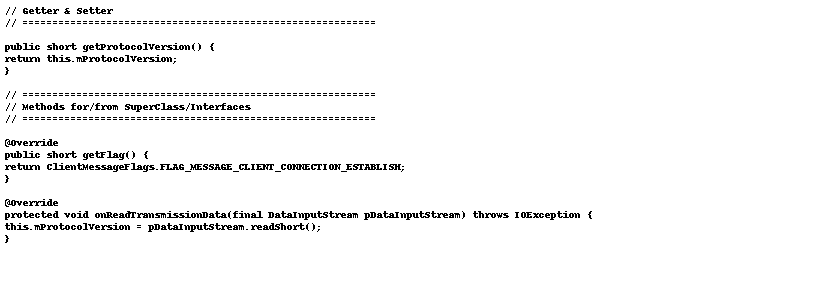 // Getter & Setter
// ===========================================================
public short getProtocolVersion() {
return this.mProtocolVersion;
}
// ===========================================================
// Methods for/from SuperClass/Interfaces
// ===========================================================
@Override
public short getFlag() {
return ClientMessageFlags.FLAG_MESSAGE_CLIENT_CONNECTION_ESTABLISH;
}
@Override
protected void onReadTransmissionData(final DataInputStream pDataInputStream) throws IOException {
this.mProtocolVersion = pDataInputStream.readShort();
}